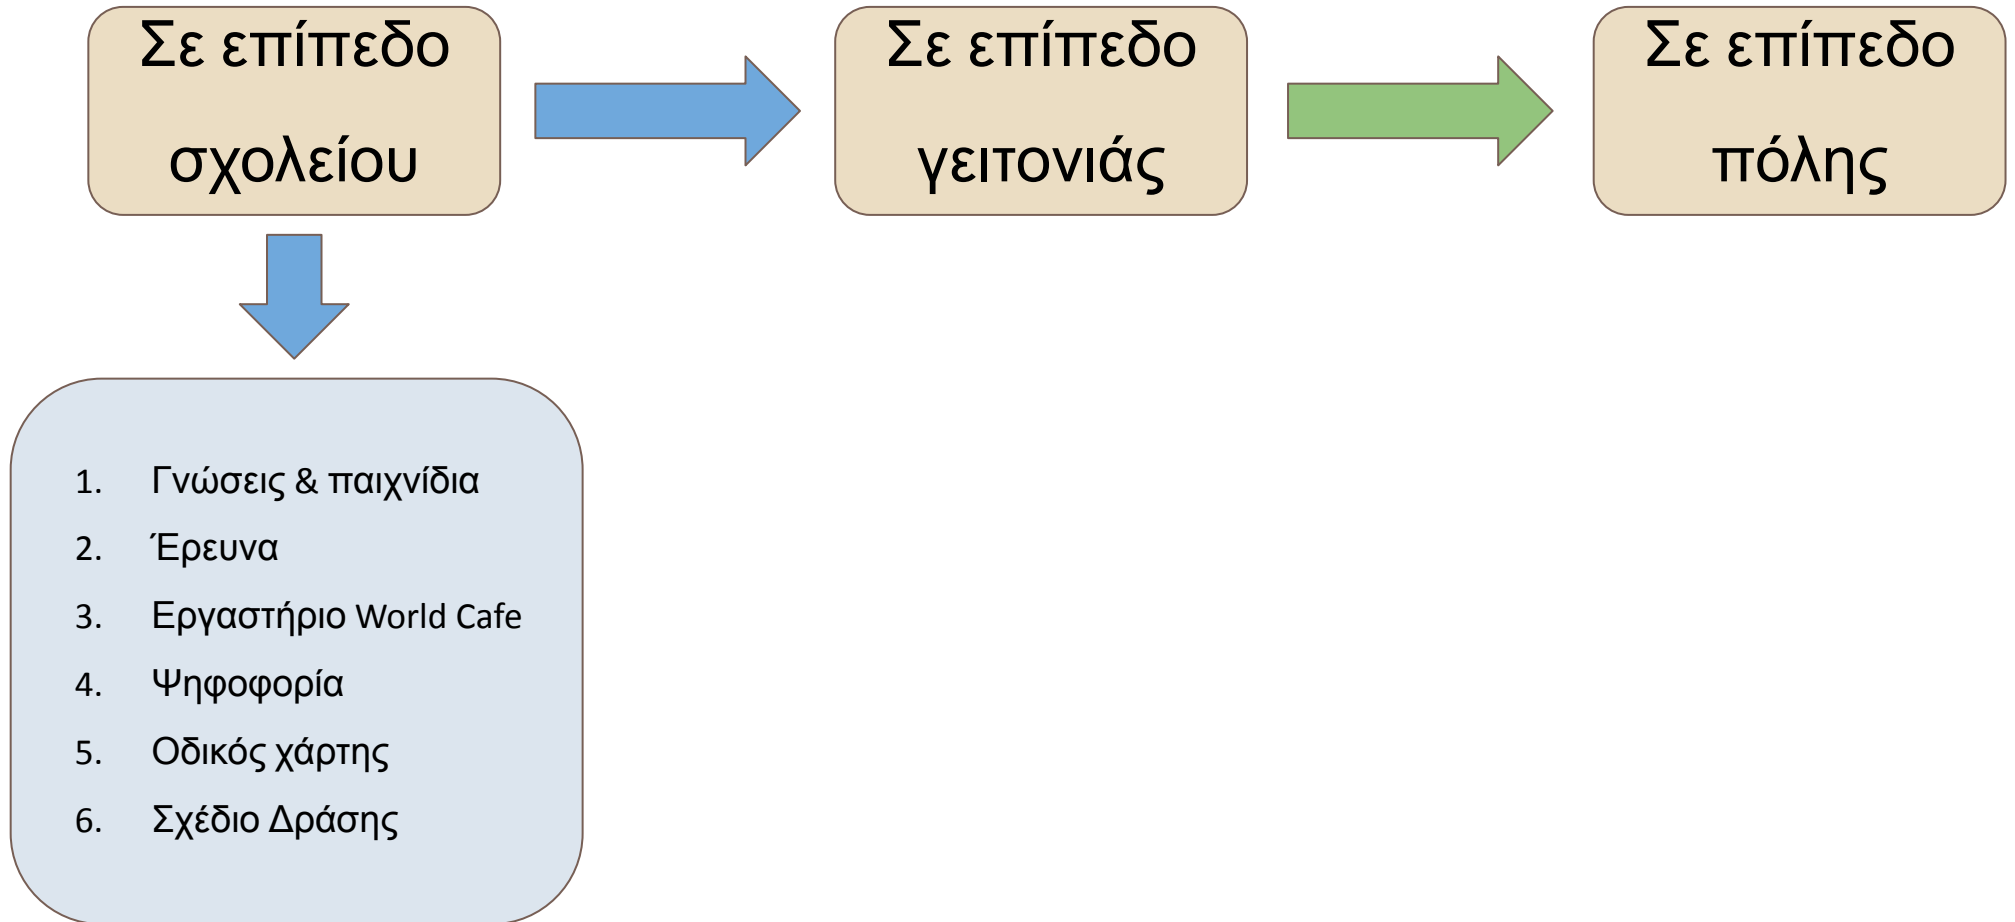 Σε επίπεδο
σχολείου
Σε επίπεδο
γειτονιάς
Σε επίπεδο
πόλης
1. Γνώσεις & παιχνίδια
2. Έρευνα
3. Εργαστήριο World Cafe
4. Ψηφοφορία
5. Οδικός χάρτης
6. Σχέδιο Δράσης